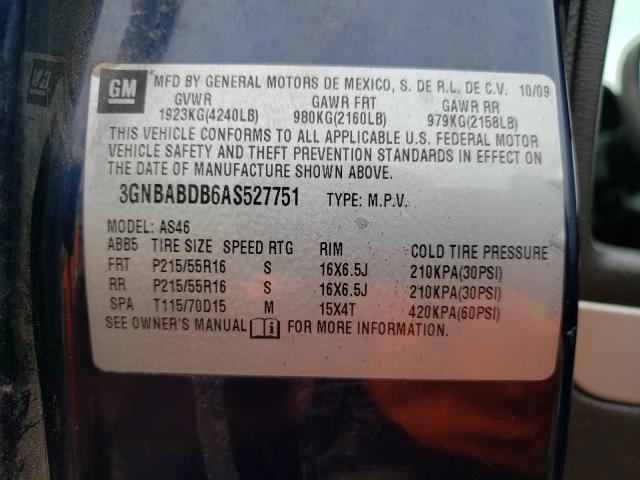 GM MFD BY GENERAL MOTORS DE MEXICO, S. DE R.L. DE C.V. 10/09
GVWR GAWR FRT GAWR RR
1923KG(4240LB) 980KG(2160LB) 979KG(2158LB)
THIS VEHICLE CONFORMS TO ALL APPLICABLE U.S. FEDERAL MOTOR
VEHICLE SAFETY AND THEFT PREVENTION STANDARDS IN EFFECT ON
THE DATE OF MANUFACTURE SHOWN ABOVE.
3GNBABDB6AS527751 TYPE: M.P.V.
MODEL: AS46
ABB5 TIRE SIZE SPEED RTG RIM COLD TIRE PRESSURE
FRT P215/55R16 S 16X6.5J 210KPA(30PSI)
RR P215/55R16 S 16X6.5J 210KPA(30PSI)
SPA T115/70D15 M 15X4T 420KPA(60PSI)
SEE OWNER'S MANUAL FOR MORE INFORMATION.